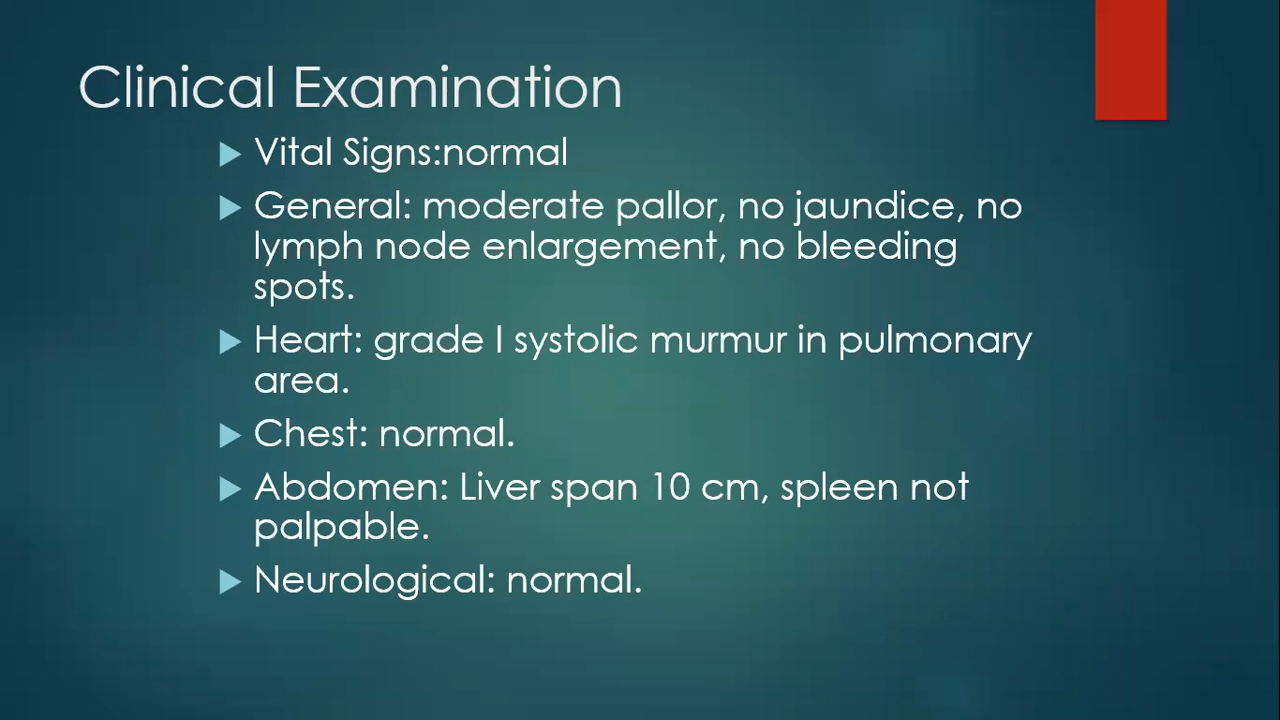 Clinical Examination
Vital Signs:normal
General: moderate pallor, no jaundice, no
lymph node enlargement, no bleeding
spots.
Heart: grade I systolic murmur in pulmonary
area.
Chest: normal.
Abdomen: Liver span 10 cm, spleen not
palpable.
Neurological: normal.